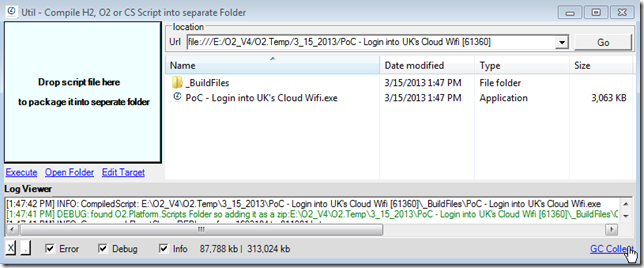 Util - Compile H2, O2 or CS Script into separate Folder
location
Url file:///E:/O2_V4/O2.Temp/3_15_2013/PoC - Login into UK's Cloud Wifi [61360] Go
Drop script file here
to package it into seperate folder
Name Date modified Type Size
_BuildFiles 3/15/2013 1:47 PM File folder
PoC - Login into UK's Cloud Wifi.exe 3/15/2013 1:47 PM Application 3,063 KB
Execute Open Folder Edit Target
Log Viewer
[1:47:42 PM] INFO: CompiledScript: E:\O2_V4\O2.Temp\3_15_2013\PoC - Login into UK's Cloud Wifi [61360]\_BuildFiles\PoC - Login into UK's Cloud Wifi.exe
[1:47:41 PM] DEBUG: found O2.Platform.Scripts Folder so adding it as a zip:E:\O2_V4\O2.Temp\3_15_2013\PoC - Login into UK's Cloud Wifi [61360]\_BuildFiles\
X . Error Debug Info 87,788 kb | 313,024 kb GC Collect